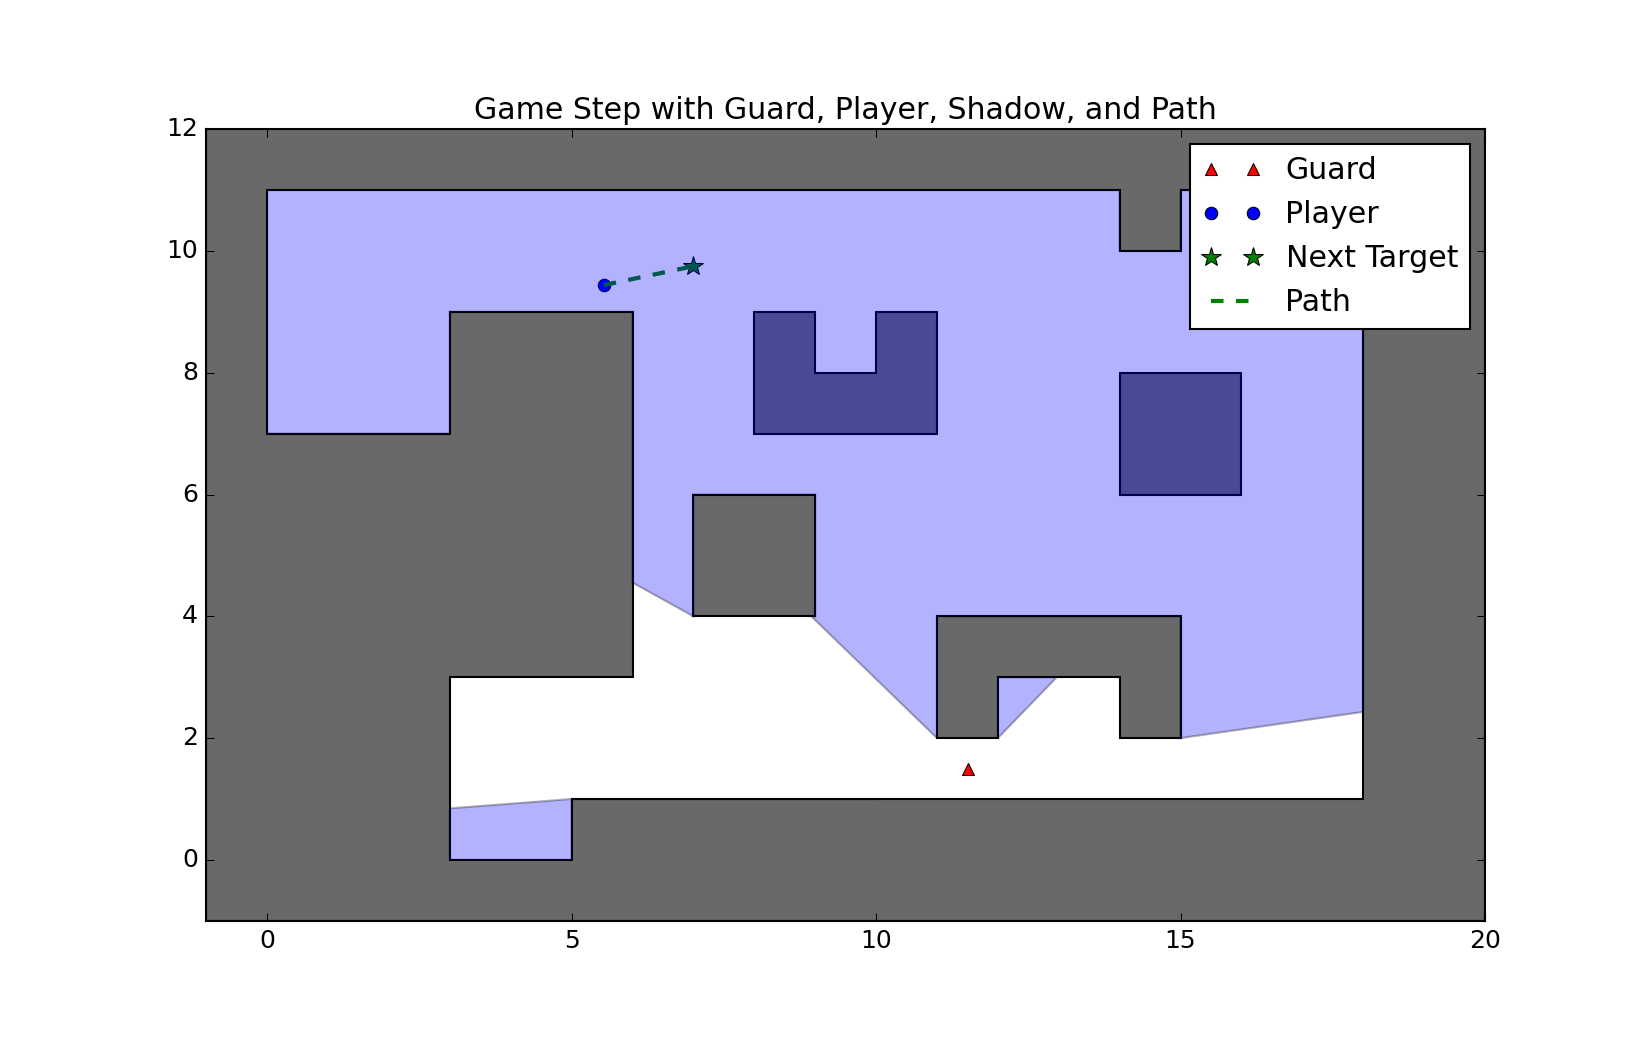 Game Step with Guard, Player, Shadow, and Path
12
10
8
6
4
2
0
Guard
Player
Next Target
Path
0 5 10 15 20